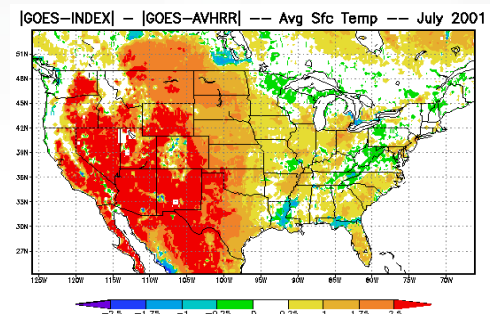 |GOES-INDEX| - |GOES-AVHRR| -- Avg Sfc Temp -- July 2001
51N
48N
45N
42N
39N
36N
33N
30N
27N
125W 120W 115W 110W 105W 100W 95W 90W 85W 80W 75W 70W
-2.5 -1.75 -1 -0.25 0 0.25 1 1.75 2.5